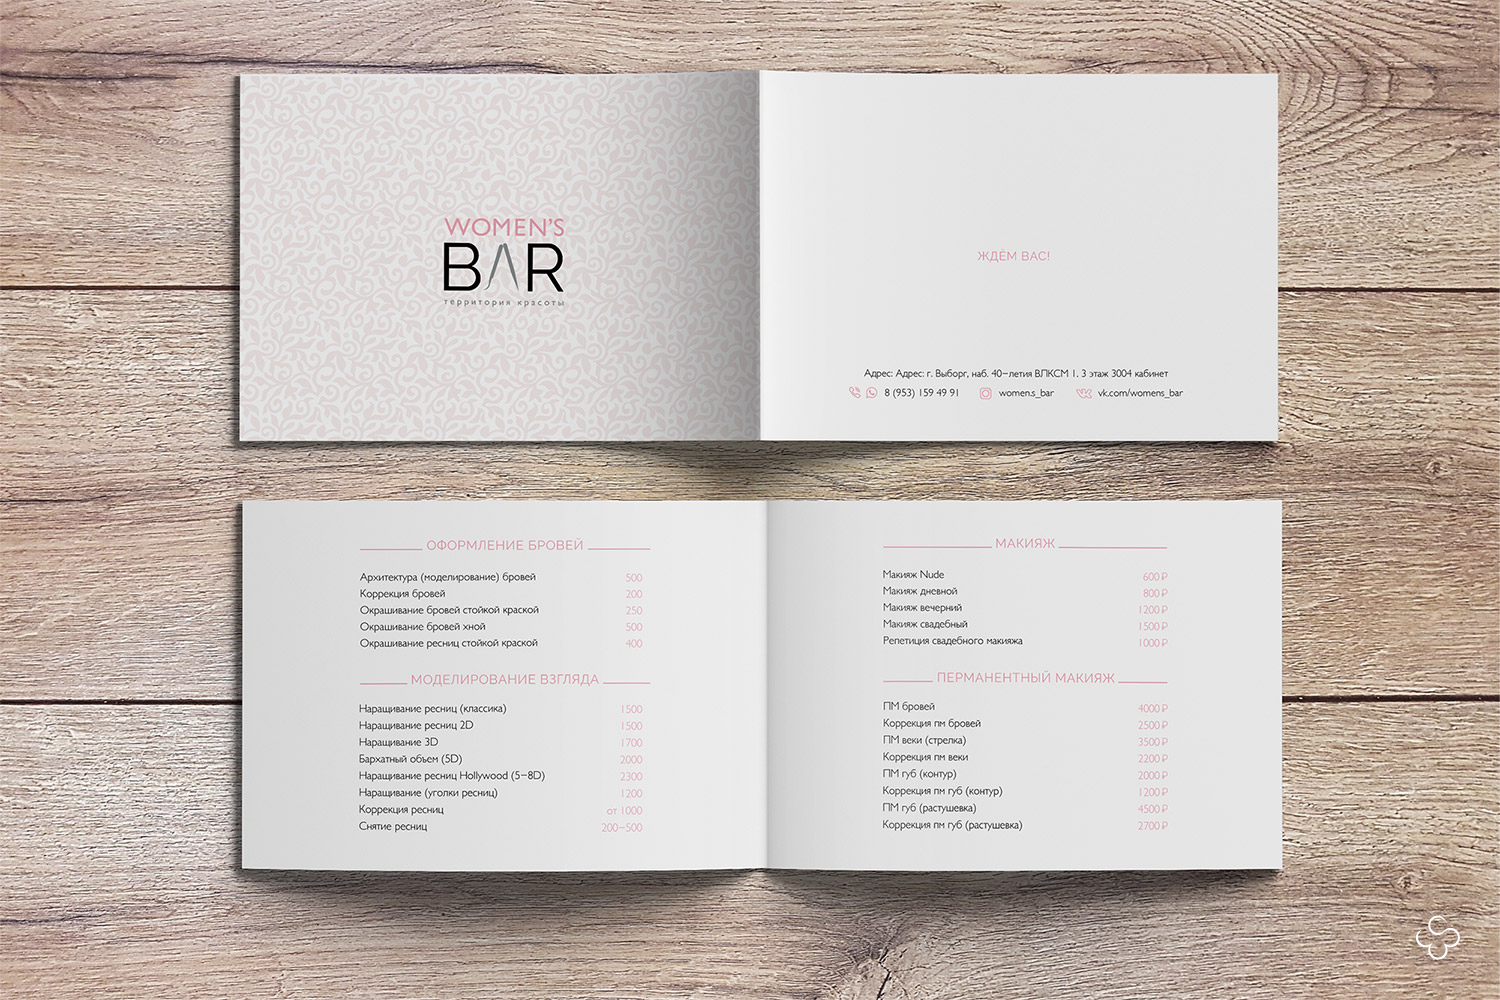 WOMEN'S
BAR
территория красоты
ЖДЁМ ВАС!
Адрес: Адрес: г. Выборг, наб. 40-летия ВЛКСМ 1. 3 этаж 3004 кабинет
8 (953) 159 49 91 women.s_bar vk.com/womens_bar
ОФОРМЛЕНИЕ БРОВЕЙ
Архитектура (моделирование) бровей 500
Коррекция бровей 200
Окрашивание бровей стойкой краской 250
Окрашивание бровей хной 500
Окрашивание ресниц стойкой краской 400
МОДЕЛИРОВАНИЕ ВЗГЛЯДА
Наращивание ресниц (классика) 1500
Наращивание ресниц 2D 1500
Наращивание 3D 1700
Бархатный объем (5D) 2000
Наращивание ресниц Hollywood (5-8D) 2300
Наращивание (уголки ресниц) 1200
Коррекция ресниц от 1000
Снятие ресниц 200-500
МАКИЯЖ
Макияж Nude 600 ₽
Макияж дневной 800 ₽
Макияж вечерний 1200 ₽
Макияж свадебный 1500 ₽
Репетиция свадебного макияжа 1000 ₽
ПЕРМАНЕНТНЫЙ МАКИЯЖ
ПМ бровей 4000 ₽
Коррекция пм бровей 2500 ₽
ПМ веки (стрелка) 3500 ₽
Коррекция пм веки 2200 ₽
ПМ губ (контур) 2000 ₽
Коррекция пм губ (контур) 1200 ₽
ПМ губ (растушевка) 4500 ₽
Коррекция пм губ (растушевка) 2700 ₽